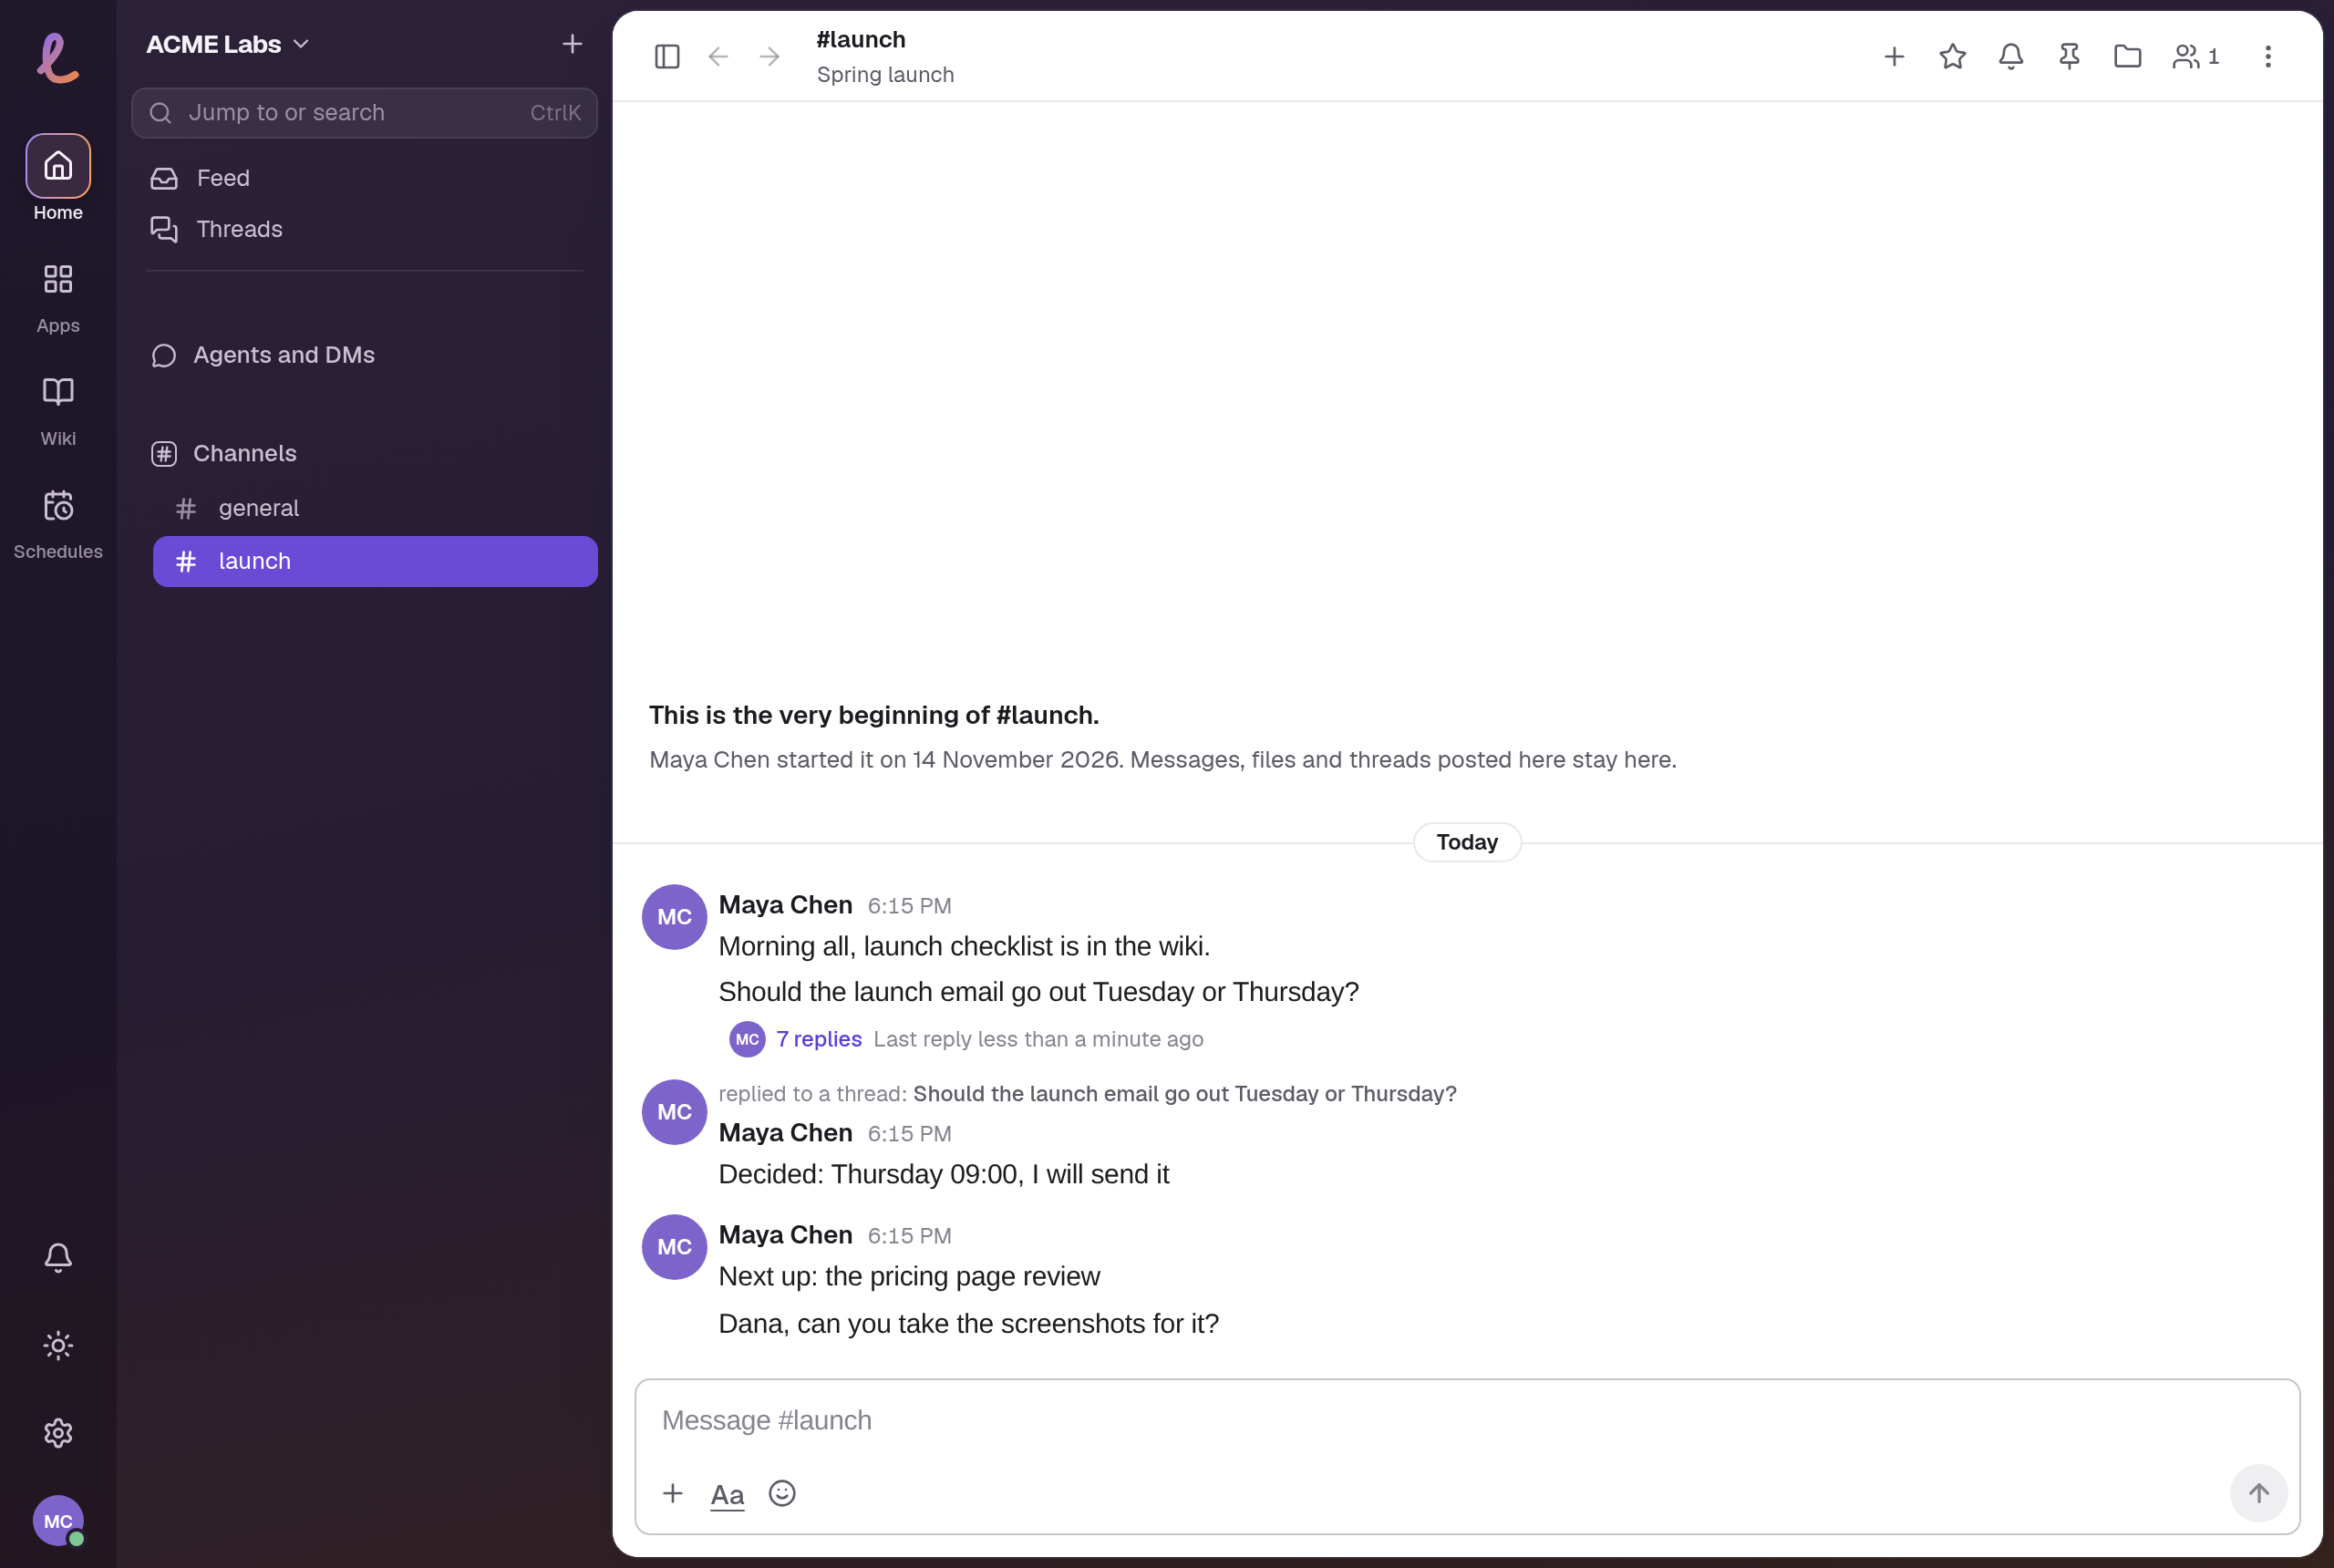 ACME Labs
Jump to or search CtrlK
Feed
Threads
Agents and DMs
Channels
general
launch
Home
Apps
Wiki
Schedules
MC
#launch
Spring launch
1
This is the very beginning of #launch.
Maya Chen started it on 14 November 2026. Messages, files and threads posted here stay here.
Today
MC
Maya Chen 6:15 PM
Morning all, launch checklist is in the wiki.
Should the launch email go out Tuesday or Thursday?
MC 7 replies Last reply less than a minute ago
replied to a thread: Should the launch email go out Tuesday or Thursday?
MC
Maya Chen 6:15 PM
Decided: Thursday 09:00, I will send it
MC
Maya Chen 6:15 PM
Next up: the pricing page review
Dana, can you take the screenshots for it?
Message #launch
Aa